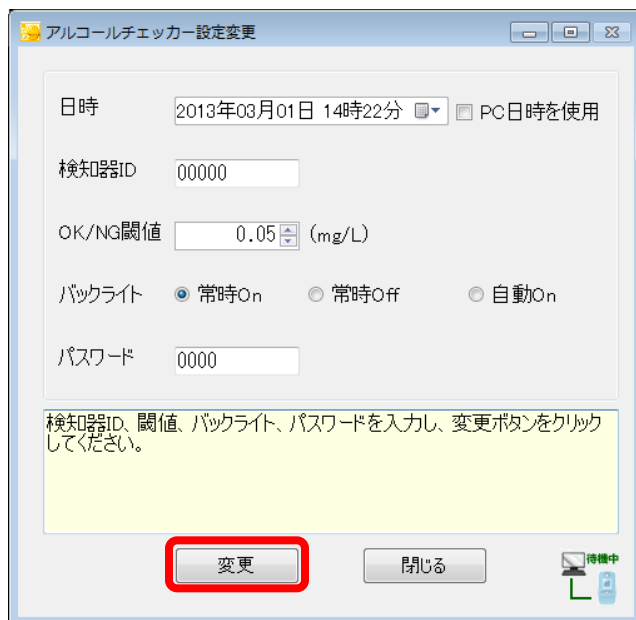 アルコールチェッカー設定変更
日時 2013年03月01日 14時22分 PC日時を使用
検知器ID 00000
OK/NG閾値 0.05 (mg/L)
バックライト 常時On 常時Off 自動On
パスワード 0000
検知器ID、閾値、バックライト、パスワードを入力し、変更ボタンをクリック
してください。
変更 閉じる 待機中